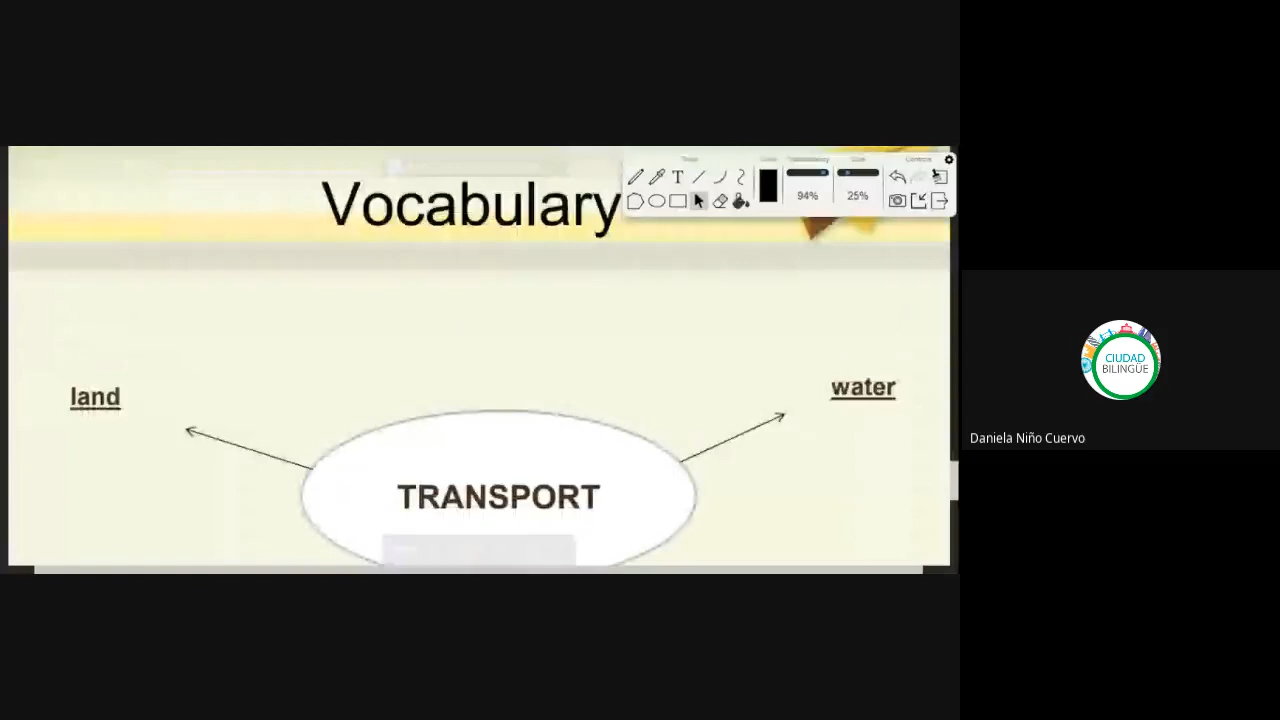 Vocabulary
T
94%
25%
land
water
TRANSPORT
CIUDAD
BILINGÜE
Daniela Niño Cuervo